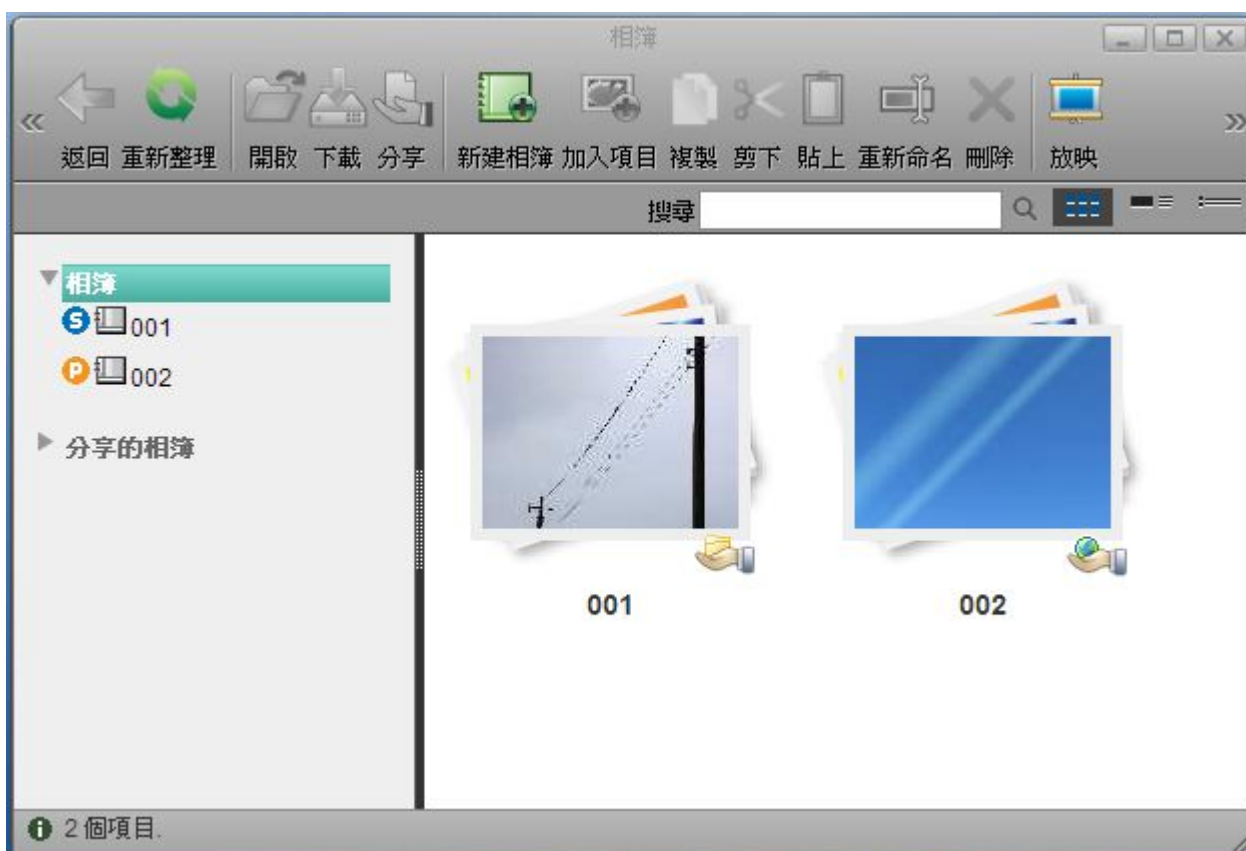 相簿
返回 重新整理 開啟 下載 分享 新建相簿 加入項目 複製 剪下 貼上 重新命名 刪除 放映
搜尋
相簿
S 001
P 002
分享的相簿
001 002
2 個項目.